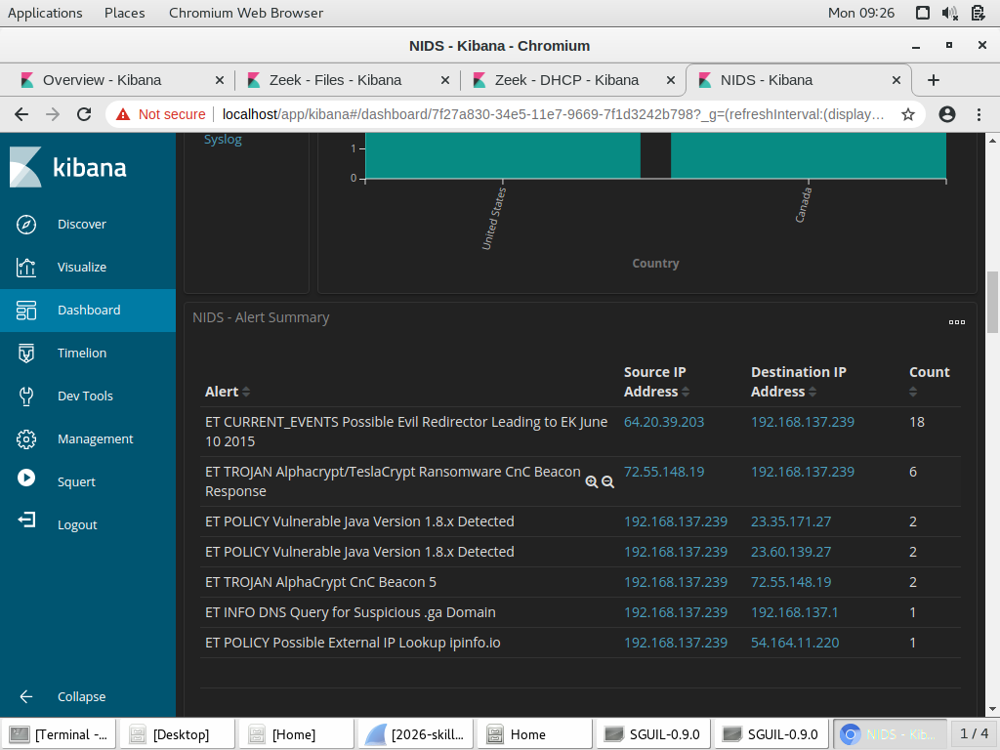 Applications Places Chromium Web Browser Mon 09:26
NIDS - Kibana - Chromium
Overview - Kibana Zeek - Files - Kibana Zeek - DHCP - Kibana NIDS - Kibana
Not secure localhost/app/kibana#/dashboard/7f27a830-34e5-11e7-9669-7f1d3242b798?_g=(refreshInterval:(display…
kibana
Discover
Visualize
Dashboard
Timelion
Dev Tools
Management
Squert
Logout
Collapse
Syslog
1
0
United States
Canada
Country
NIDS - Alert Summary
Alert Source IP Address Destination IP Address Count
ET CURRENT_EVENTS Possible Evil Redirector Leading to EK June 64.20.39.203 192.168.137.239 18
10 2015
ET TROJAN Alphacrypt/TeslaCrypt Ransomware CnC Beacon 72.55.148.19 192.168.137.239 6
Response
ET POLICY Vulnerable Java Version 1.8.x Detected 192.168.137.239 23.35.171.27 2
ET POLICY Vulnerable Java Version 1.8.x Detected 192.168.137.239 23.60.139.27 2
ET TROJAN AlphaCrypt CnC Beacon 5 192.168.137.239 72.55.148.19 2
ET INFO DNS Query for Suspicious .ga Domain 192.168.137.239 192.168.137.1 1
ET POLICY Possible External IP Lookup ipinfo.io 192.168.137.239 54.164.11.220 1
[Terminal -... [Desktop] [Home] [2026-skill... Home SGUIL-0.9.0 SGUIL-0.9.0 NIDS - Kib... 1 / 4